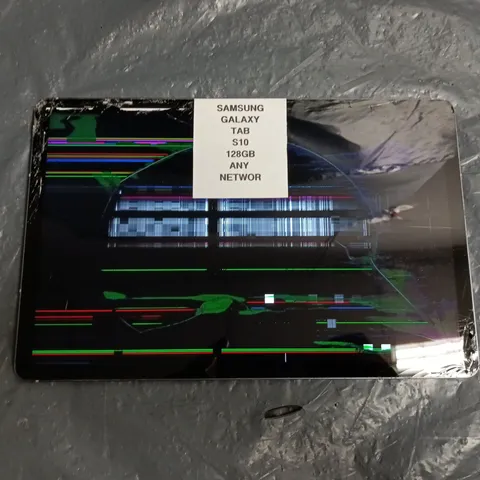 SAMSUNG
GALAXY
TAB
S10
128GB
ANY
NETWOR